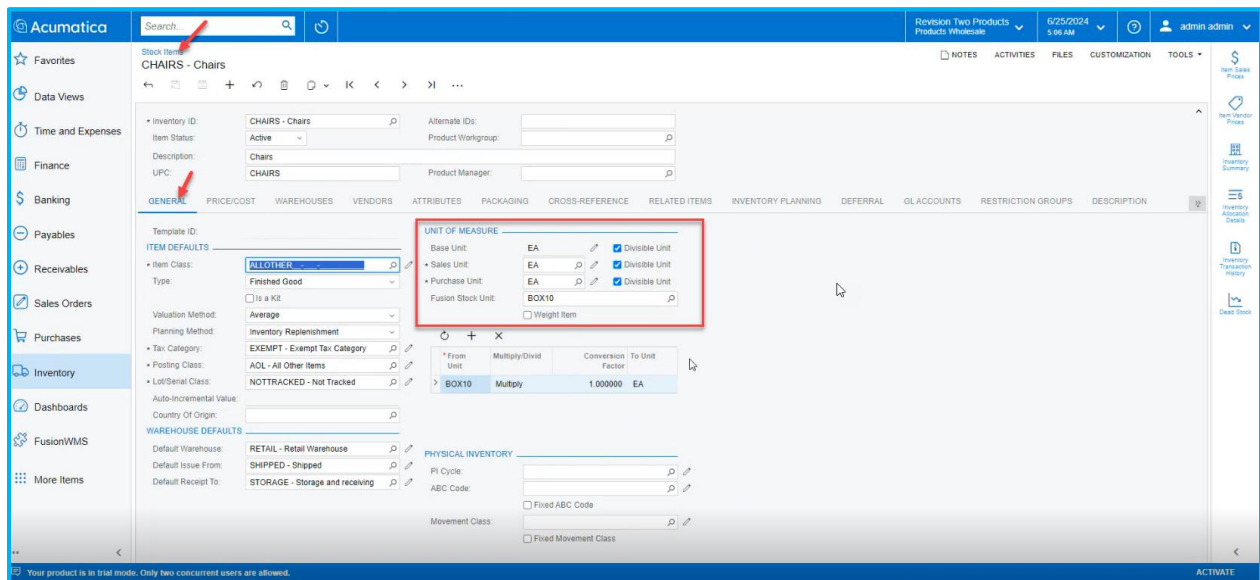 Acumatica
Search...
Revision Two Products
Products Wholesale
6/25/2024
5:06 AM
admin admin
Favorites
Data Views
Time and Expenses
Finance
Banking
Payables
Receivables
Sales Orders
Purchases
Inventory
Dashboards
FusionWMS
More Items
Stock Items
CHAIRS - Chairs
NOTES ACTIVITIES FILES CUSTOMIZATION TOOLS
* Inventory ID: CHAIRS - Chairs Alternate IDs:
Item Status: Active Product Workgroup:
Description: Chairs
UPC: CHAIRS Product Manager:
GENERAL PRICE/COST WAREHOUSES VENDORS ATTRIBUTES PACKAGING CROSS-REFERENCE RELATED ITEMS INVENTORY PLANNING DEFERRAL GL ACCOUNTS RESTRICTION GROUPS DESCRIPTION
Template ID:
ITEM DEFAULTS
* Item Class: ALLOTHER
Type: Finished Good
Is a Kit
Valuation Method: Average
Planning Method: Inventory Replenishment
* Tax Category: EXEMPT - Exempt Tax Category
* Posting Class: AOL - All Other Items
* Lot/Serial Class: NOTTRACKED - Not Tracked
Auto-Incremental Value:
Country Of Origin:
WAREHOUSE DEFAULTS
Default Warehouse: RETAIL - Retail Warehouse
Default Issue From: SHIPPED - Shipped
Default Receipt To: STORAGE - Storage and receiving
UNIT OF MEASURE
Base Unit: EA Divisible Unit
* Sales Unit: EA Divisible Unit
* Purchase Unit: EA Divisible Unit
Fusion Stock Unit: BOX10
Weight Item
* From Unit Multiply/Divid Conversion Factor To Unit
BOX10 Multiply 1.000000 EA
PHYSICAL INVENTORY
PI Cycle:
ABC Code:
Fixed ABC Code
Movement Class:
Fixed Movement Class
Item Sales Prices
Item Vendor Prices
Inventory Summary
Inventory Allocation Details
Inventory Transaction History
Dead Stock
Your product is in trial mode. Only two concurrent users are allowed.
ACTIVATE